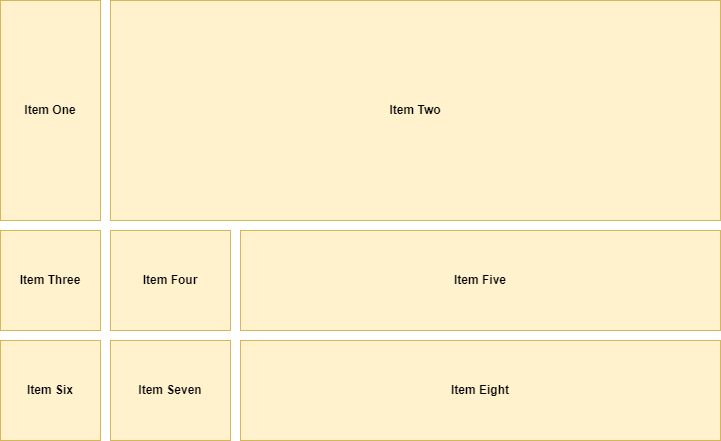 Item One
Item Two
Item Three
Item Four
Item Five
Item Six
Item Seven
Item Eight